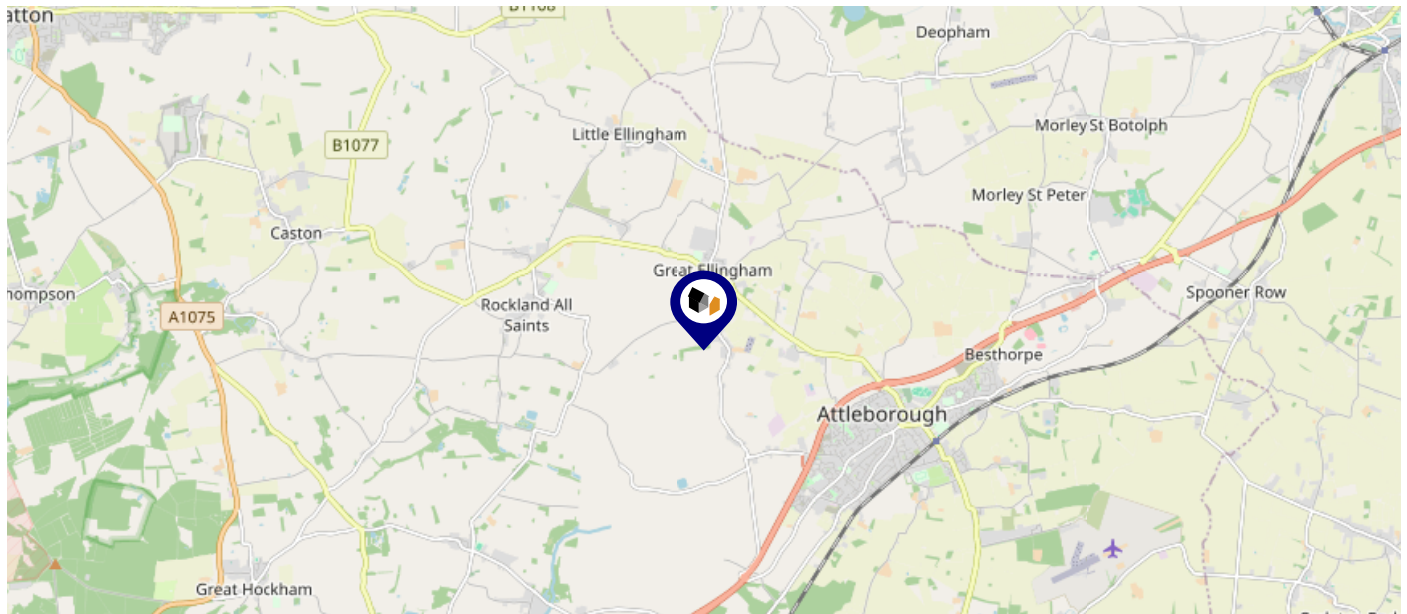 atton
B1108
Deopham
Little Ellingham
Morley St Botolph
B1077
Morley St Peter
Caston
Great Ellingham
hompson
Rockland All
Saints
A1075
Spooner Row
Besthorpe
Attleborough
Great Hockham